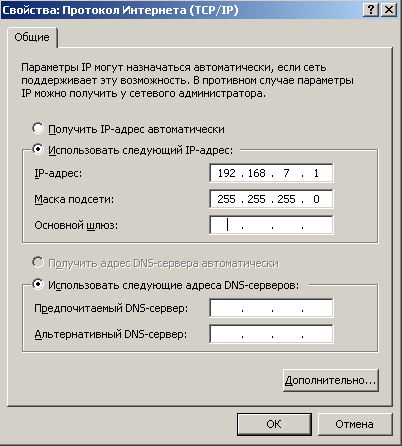 Свойства: Протокол Интернета (TCP/IP)
Общие
Параметры IP могут назначаться автоматически, если сеть
поддерживает эту возможность. В противном случае параметры
IP можно получить у сетевого администратора.
Получить IP-адрес автоматически
Использовать следующий IP-адрес:
IP-адрес: 192 . 168 . 7 . 1
Маска подсети: 255 . 255 . 255 . 0
Основной шлюз: . . .
Получить адрес DNS-сервера автоматически
Использовать следующие адреса DNS-серверов:
Предпочитаемый DNS-сервер: . . .
Альтернативный DNS-сервер: . . .
Дополнительно...
OK Отмена